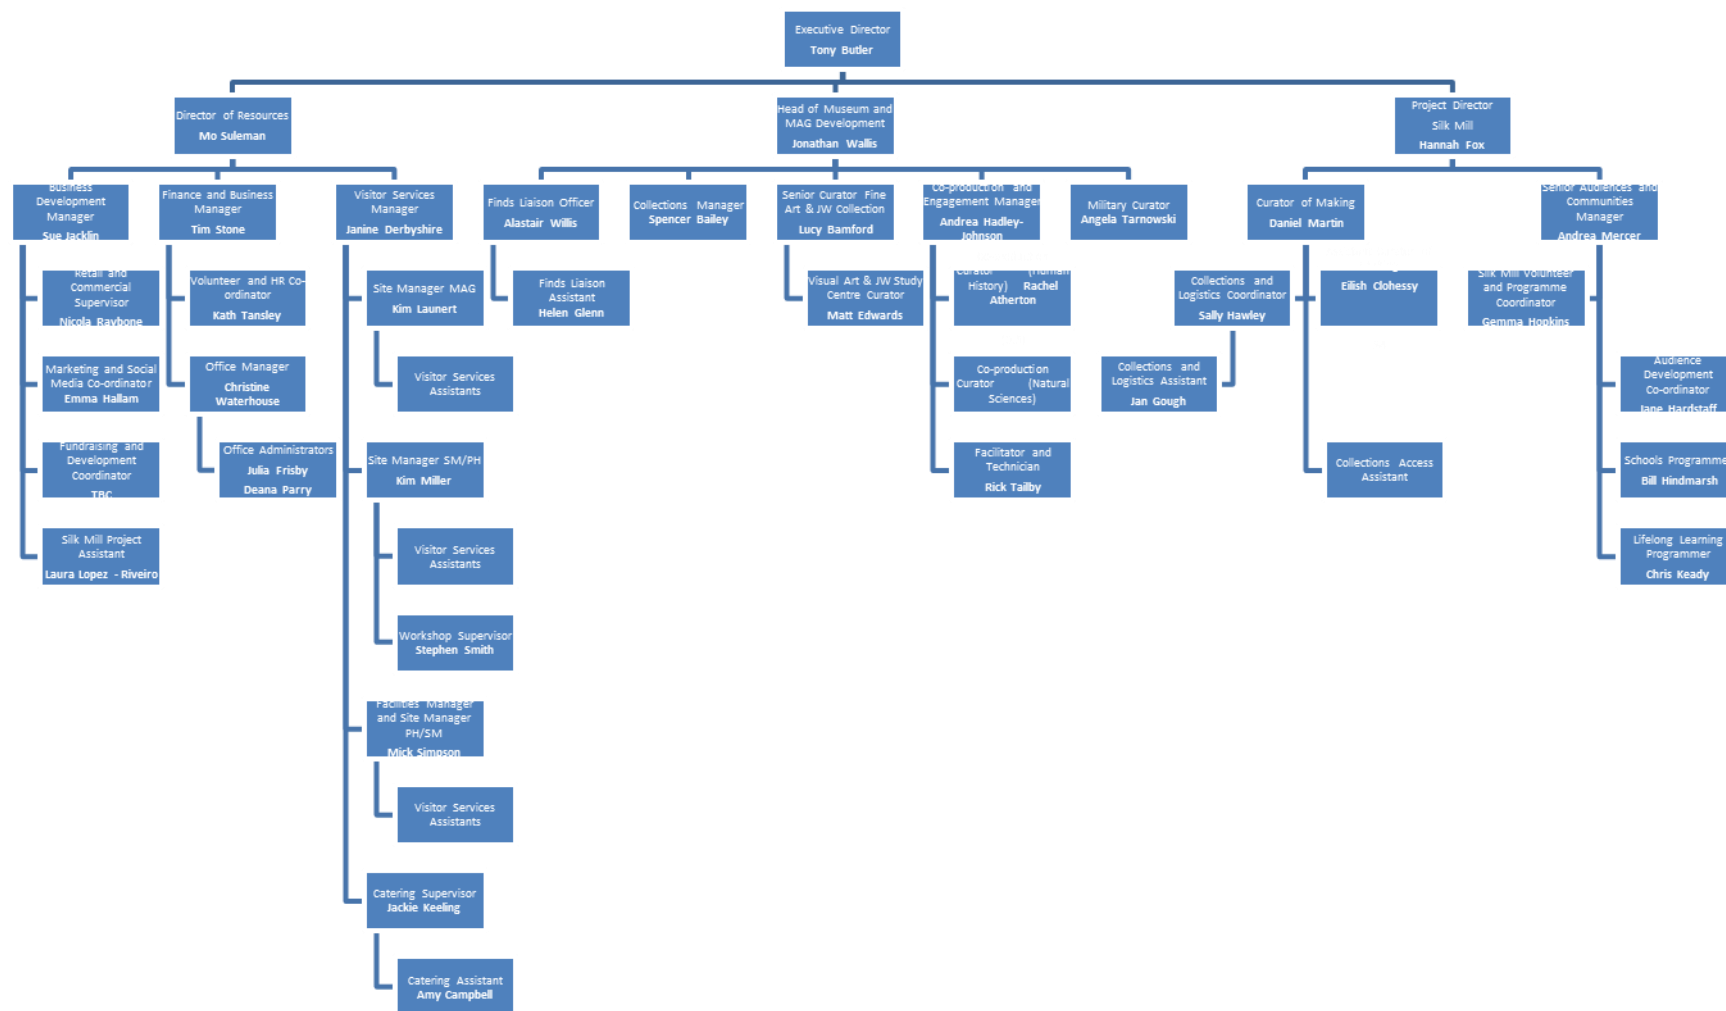 Executive Director
Tony Butler
Director of Resources
Mo Suleman
Head of Museum and
MAG Development
Jonathan Wallis
Project Director
Silk Mill
Hannah Fox
Business
Development
Manager
Sue Jacklin
Finance and Business
Manager
Tim Stone
Visitor Services
Manager
Janine Derbyshire
Finds Liaison Officer
Alastair Willis
Collections Manager
Spencer Bailey
Senior Curator Fine
Art & JW Collection
Lucy Bamford
Co-production and
Engagement Manager
Andrea Hadley-
Johnson
Military Curator
Angela Tarnowski
Curator of Making
Daniel Martin
Senior Audiences and
Communities
Manager
Andrea Mercer
Retail and
Commercial
Supervisor
Nicola Raybone
Volunteer and HR Co-
ordinator
Kath Tansley
Site Manager MAG
Kim Launert
Finds Liaison
Assistant
Helen Glenn
Visual Art & JW Study
Centre Curator
Matt Edwards
Curator (Human
History) Rachel
Atherton
Collections and
Logistics Coordinator
Sally Hawley
Eilish Clohessy
Silk Mill Volunteer
and Programme
Coordinator
Gemma Hopkins
Marketing and Social
Media Co-ordinator
Emma Hallam
Office Manager
Christine
Waterhouse
Visitor Services
Assistants
Co-production
Curator (Natural
Sciences)
Collections and
Logistics Assistant
Jan Gough
Audience
Development
Co-ordinator
Jane Hardstaff
Fundraising and
Development
Coordinator
TBC
Office Administrators
Julia Frisby
Deana Parry
Site Manager SM/PH
Kim Miller
Facilitator and
Technician
Rick Tailby
Collections Access
Assistant
Schools Programme
Bill Hindmarsh
Silk Mill Project
Assistant
Laura Lopez - Riveiro
Visitor Services
Assistants
Lifelong Learning
Programmer
Chris Keady
Workshop Supervisor
Stephen Smith
Facilities Manager
and Site Manager
PH/SM
Mick Simpson
Visitor Services
Assistants
Catering Supervisor
Jackie Keeling
Catering Assistant
Amy Campbell